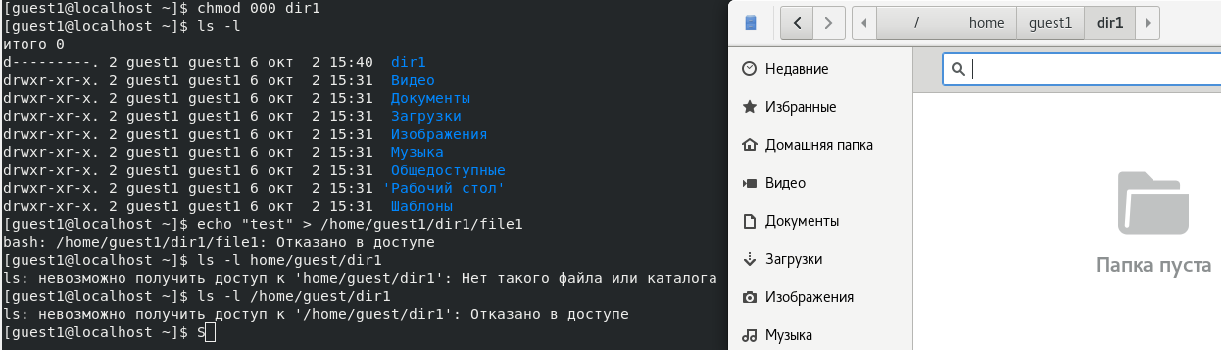 [guest1@localhost ~]$ chmod 000 dir1
[guest1@localhost ~]$ ls -l
итого 0
d---------. 2 guest1 guest1 6 окт  2 15:40  dir1
drwxr-xr-x. 2 guest1 guest1 6 окт  2 15:31  Видео
drwxr-xr-x. 2 guest1 guest1 6 окт  2 15:31  Документы
drwxr-xr-x. 2 guest1 guest1 6 окт  2 15:31  Загрузки
drwxr-xr-x. 2 guest1 guest1 6 окт  2 15:31  Изображения
drwxr-xr-x. 2 guest1 guest1 6 окт  2 15:31  Музыка
drwxr-xr-x. 2 guest1 guest1 6 окт  2 15:31  Общедоступные
drwxr-xr-x. 2 guest1 guest1 6 окт  2 15:31 'Рабочий стол'
drwxr-xr-x. 2 guest1 guest1 6 окт  2 15:31  Шаблоны
[guest1@localhost ~]$ echo "test" > /home/guest1/dir1/file1
bash: /home/guest1/dir1/file1: Отказано в доступе
[guest1@localhost ~]$ ls -l home/guest/dir1
ls: невозможно получить доступ к 'home/guest/dir1': Нет такого файла или каталога
[guest1@localhost ~]$ ls -l /home/guest/dir1
ls: невозможно получить доступ к '/home/guest/dir1': Отказано в доступе
[guest1@localhost ~]$ S
/ home guest1 dir1
Недавние
Избранные
Домашняя папка
Видео
Документы
Загрузки
Изображения
Музыка
Папка пуста